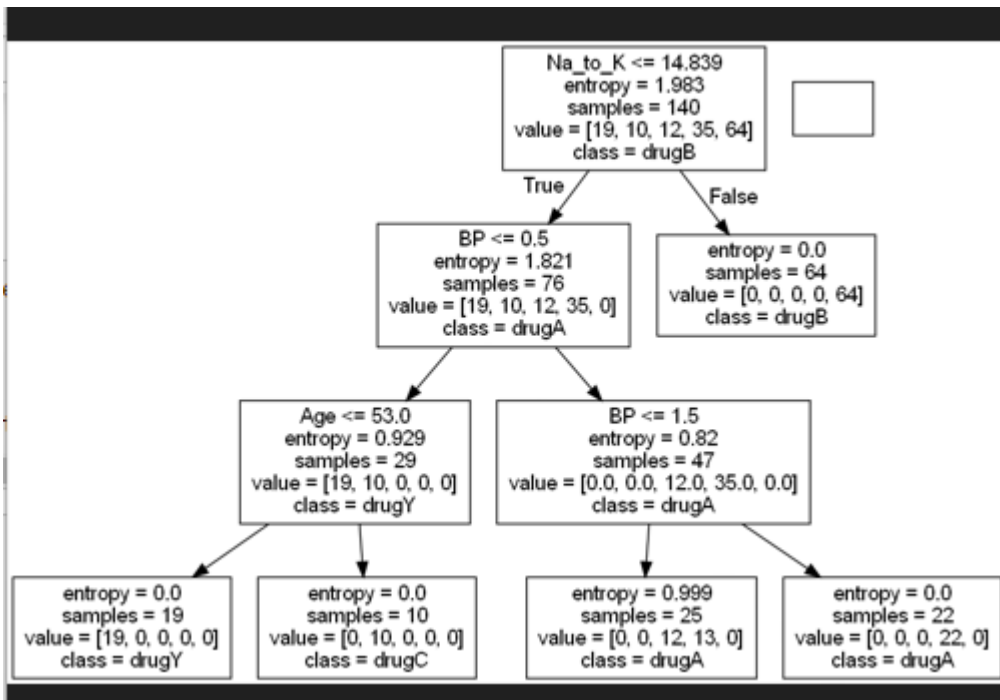 Na_to_K <= 14.839
entropy = 1.983
samples = 140
value = [19, 10, 12, 35, 64]
class = drugB
True
False
BP <= 0.5
entropy = 1.821
samples = 76
value = [19, 10, 12, 35, 0]
class = drugA
entropy = 0.0
samples = 64
value = [0, 0, 0, 0, 64]
class = drugB
Age <= 53.0
entropy = 0.929
samples = 29
value = [19, 10, 0, 0, 0]
class = drugY
BP <= 1.5
entropy = 0.82
samples = 47
value = [0.0, 0.0, 12.0, 35.0, 0.0]
class = drugA
entropy = 0.0
samples = 19
value = [19, 0, 0, 0, 0]
class = drugY
entropy = 0.0
samples = 10
value = [0, 10, 0, 0, 0]
class = drugC
entropy = 0.999
samples = 25
value = [0, 0, 12, 13, 0]
class = drugA
entropy = 0.0
samples = 22
value = [0, 0, 0, 22, 0]
class = drugA